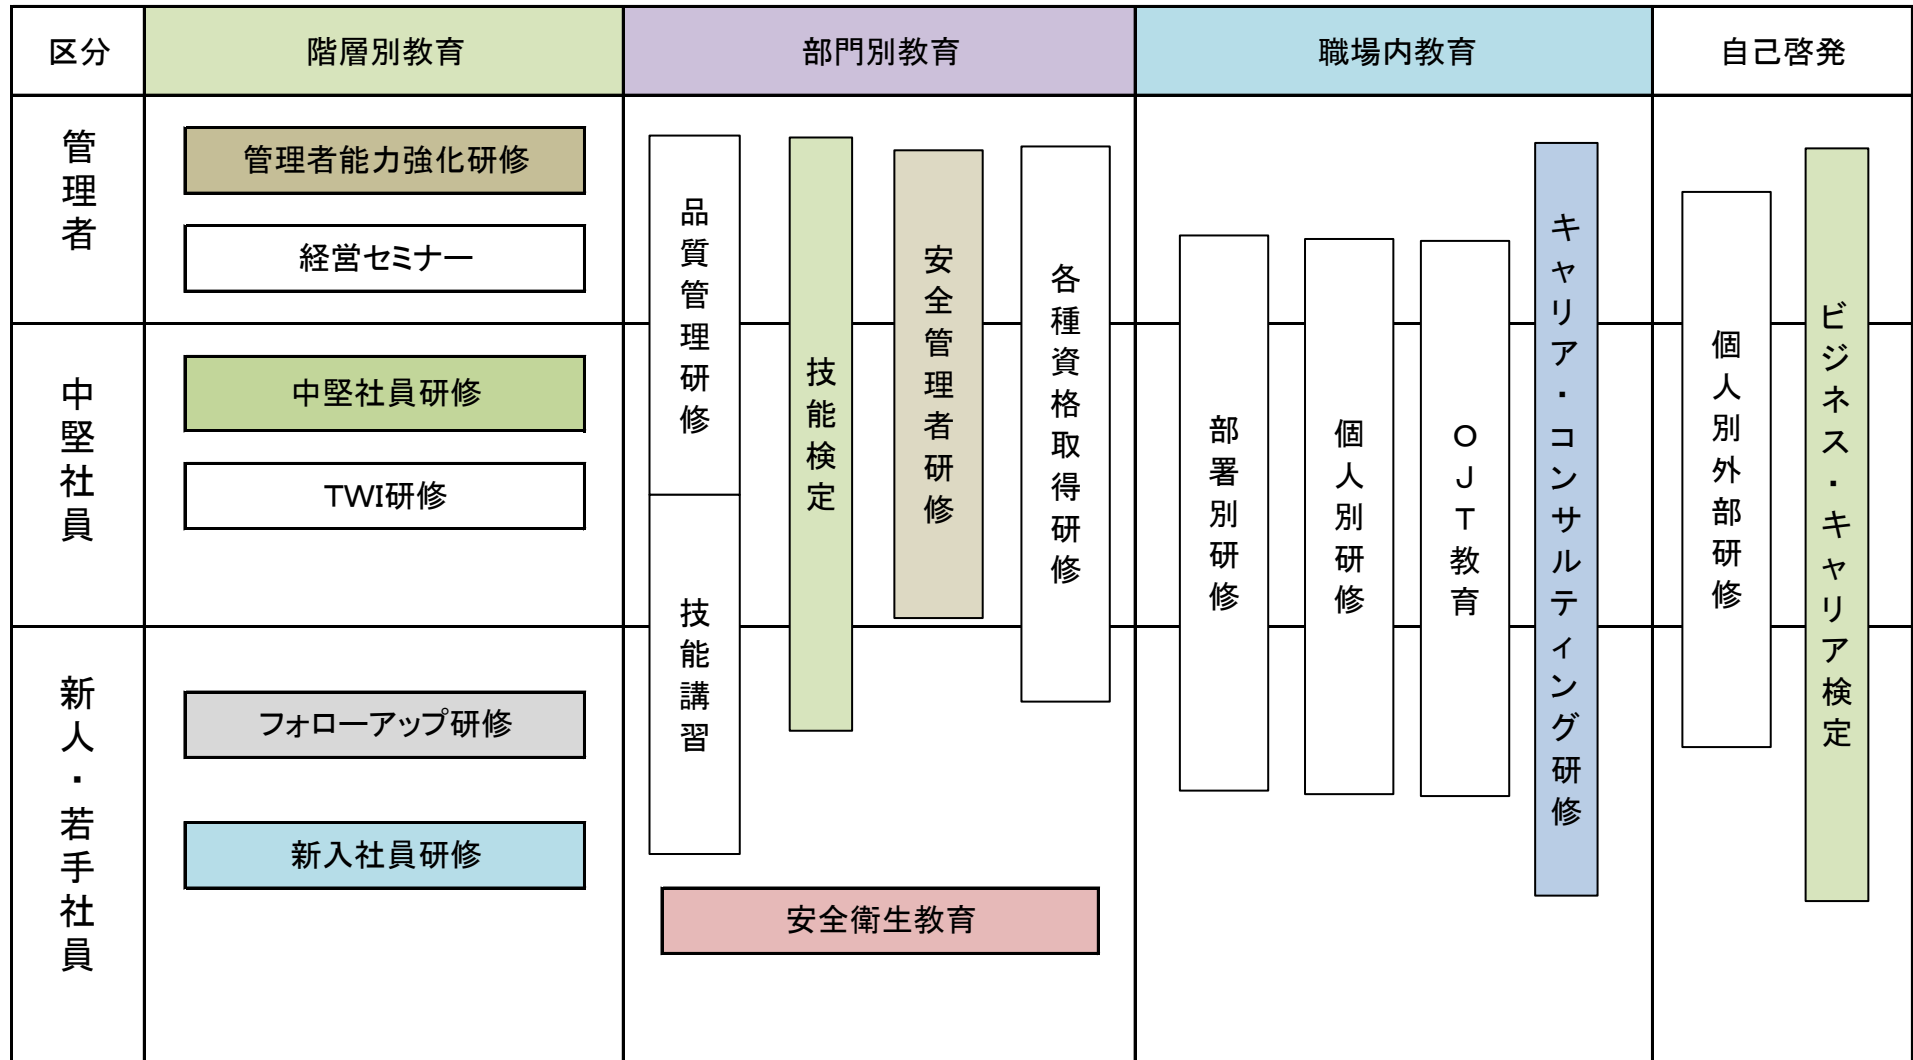 区分
階層別教育
部門別教育
職場内教育
自己啓発
管理者
管理者能力強化研修
経営セミナー
中堅社員
中堅社員研修
TWI研修
新人・若手社員
フォローアップ研修
新入社員研修
品質管理研修
技能講習
技能検定
安全管理者研修
各種資格取得研修
安全衛生教育
部署別研修
個人別研修
OJT教育
キャリア・コンサルティング研修
個人別外部研修
ビジネス・キャリア検定